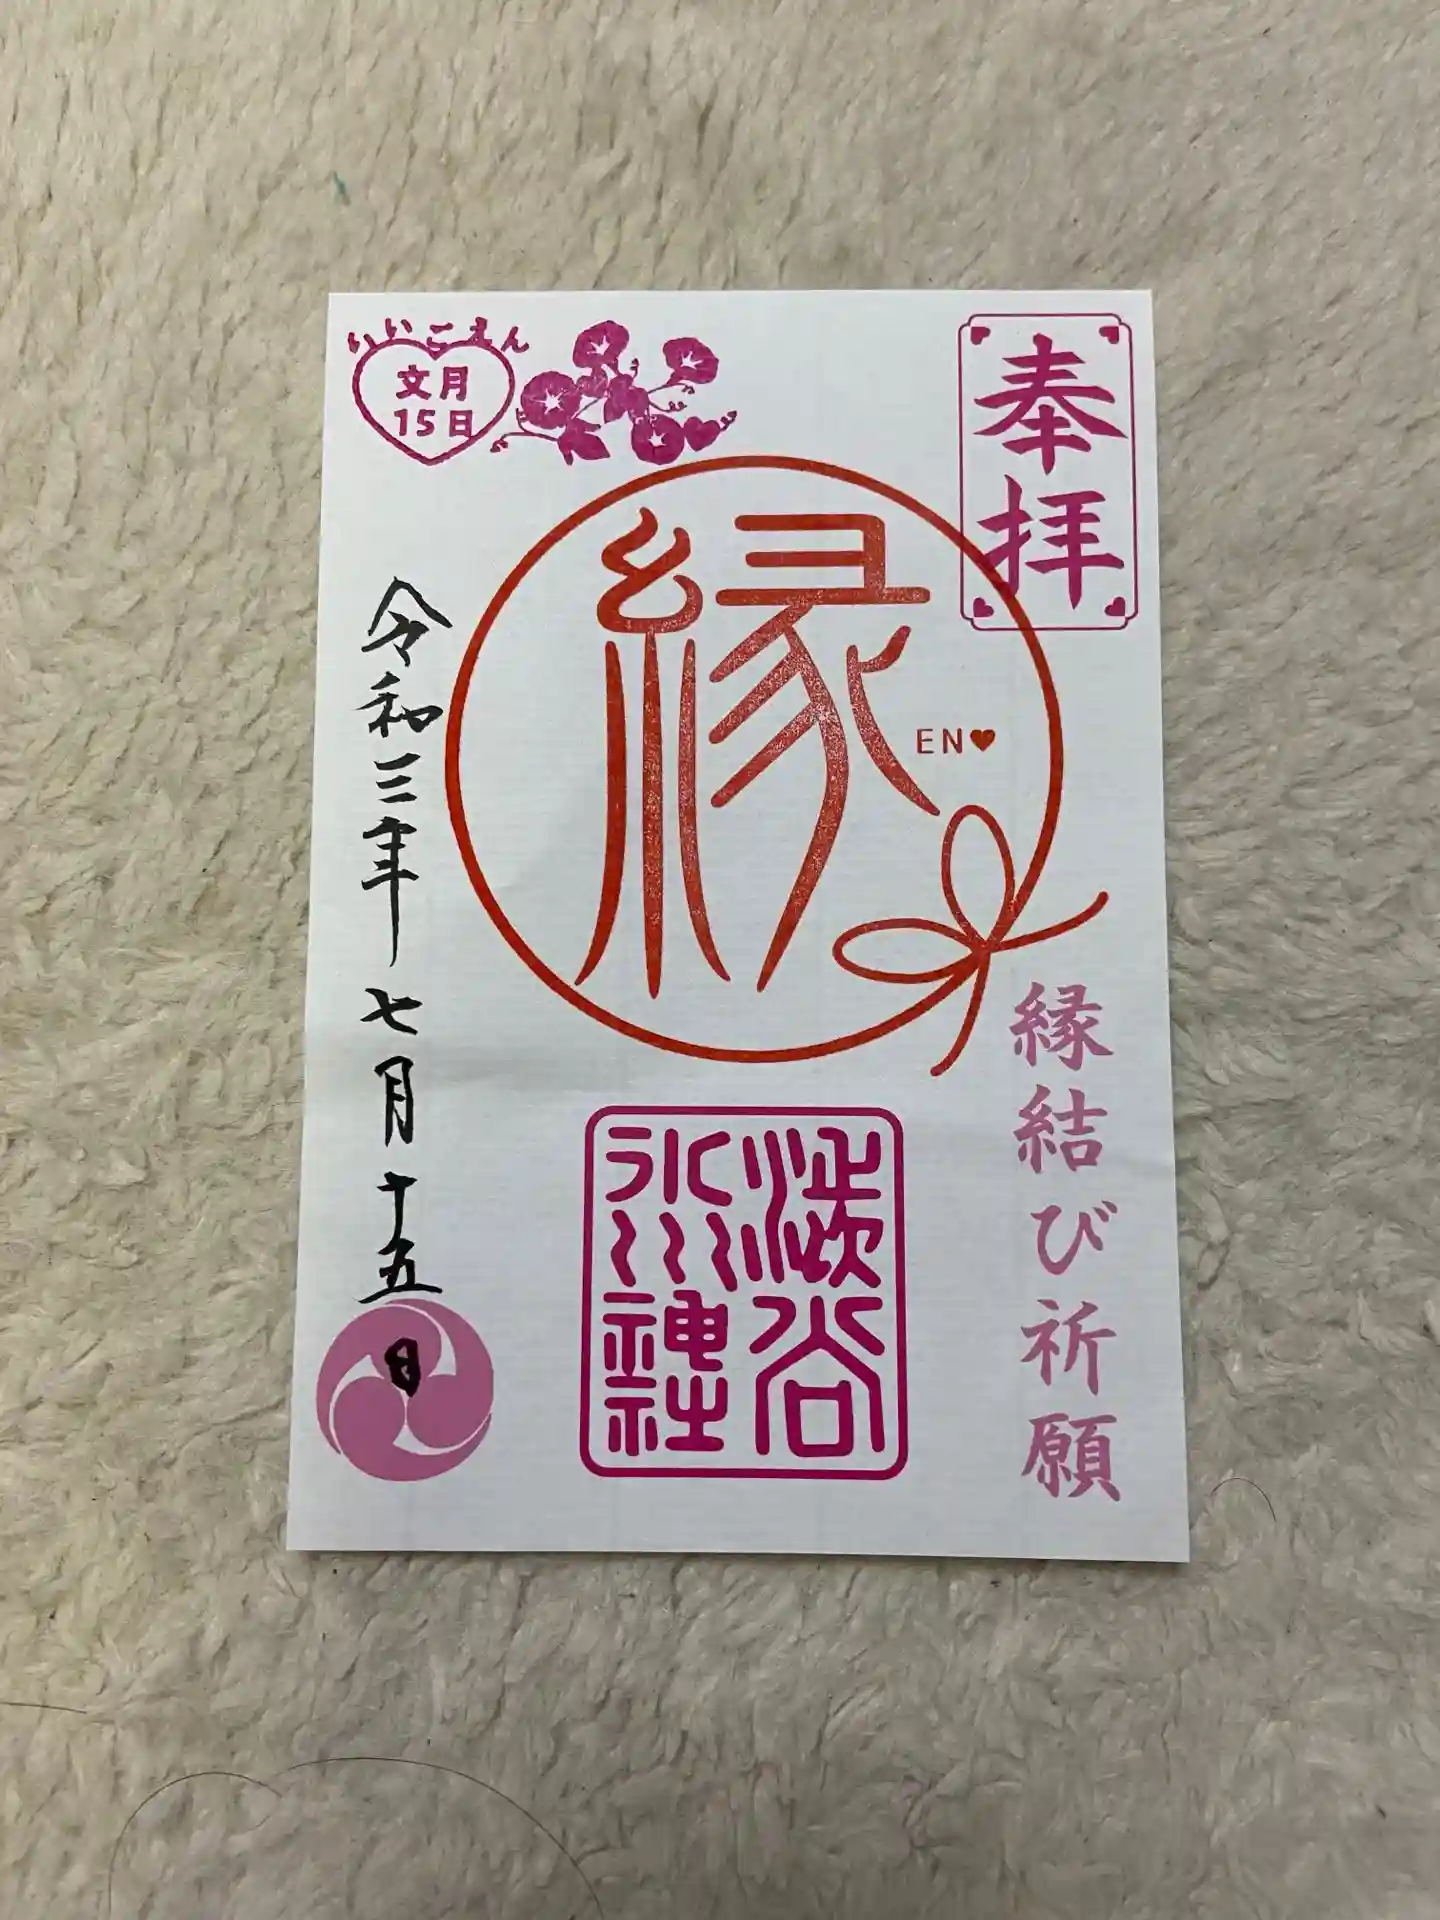 奉拝
縁結び祈願
縁
EN♥
渋谷
氷川
神社
いいごえん
文月
15日
令和三年七月十五日